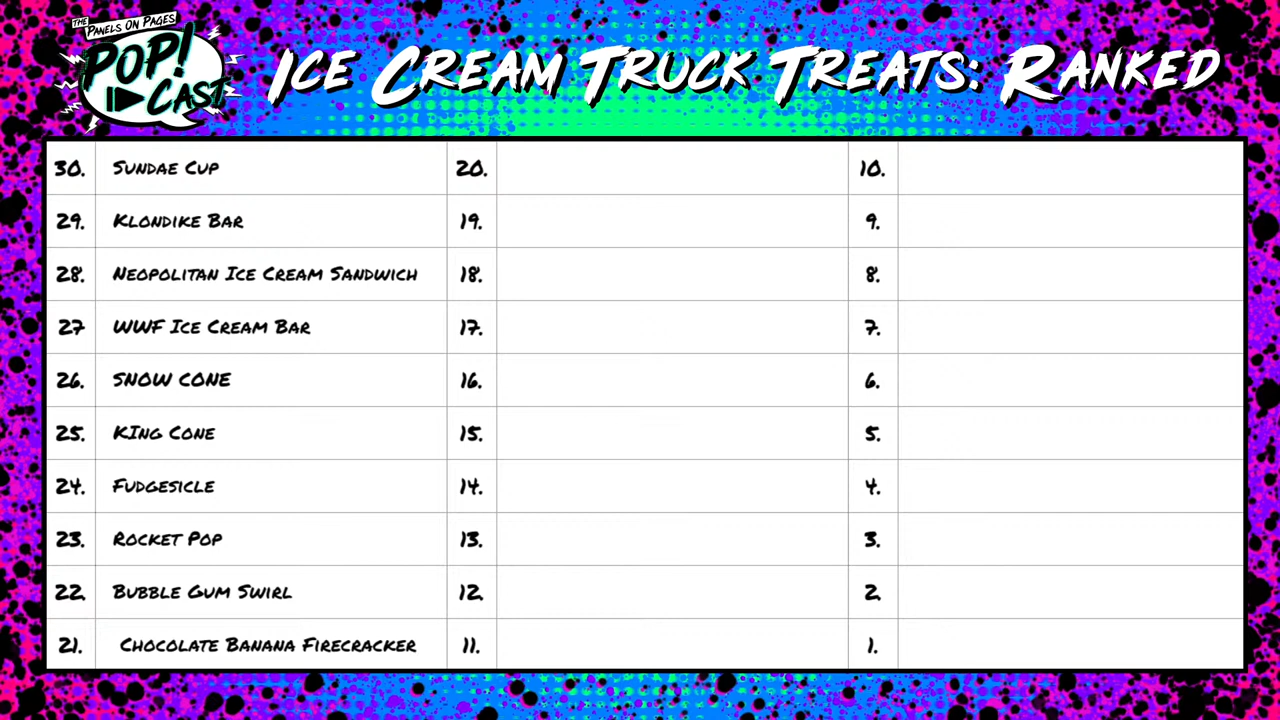 THE
PANELS ON PAGES
POP!
CAST
ICE CREAM TRUCK TREATS: RANKED
30. SUNDAE CUP
29. KLONDIKE BAR
28. NEOPOLITAN ICE CREAM SANDWICH
27 WWF ICE CREAM BAR
26. SNOW CONE
25. KING CONE
24. FUDGESICLE
23. ROCKET POP
22. BUBBLE GUM SWIRL
21. CHOCOLATE BANANA FIRECRACKER
20.
19.
18.
17.
16.
15.
14.
13.
12.
11.
10.
9.
8.
7.
6.
5.
4.
3.
2.
1.